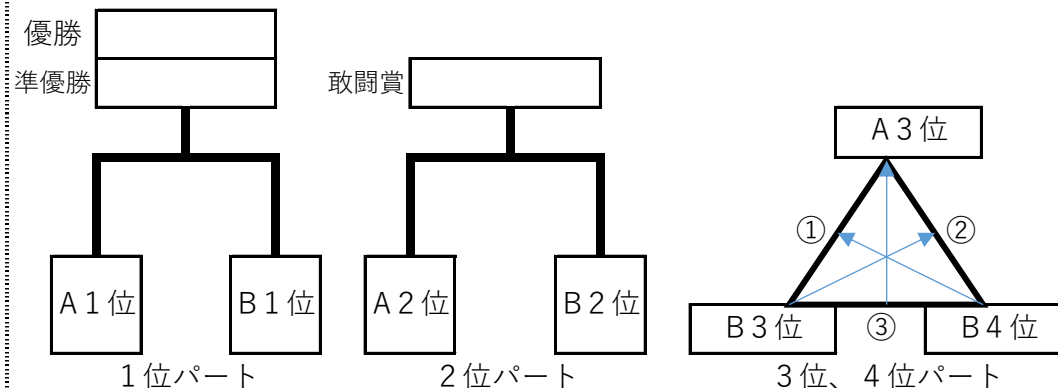 優勝
準優勝
敢闘賞
A3位
①
②
A1位
B1位
A2位
B2位
B3位
③
B4位
1位パート
2位パート
3位、4位パート